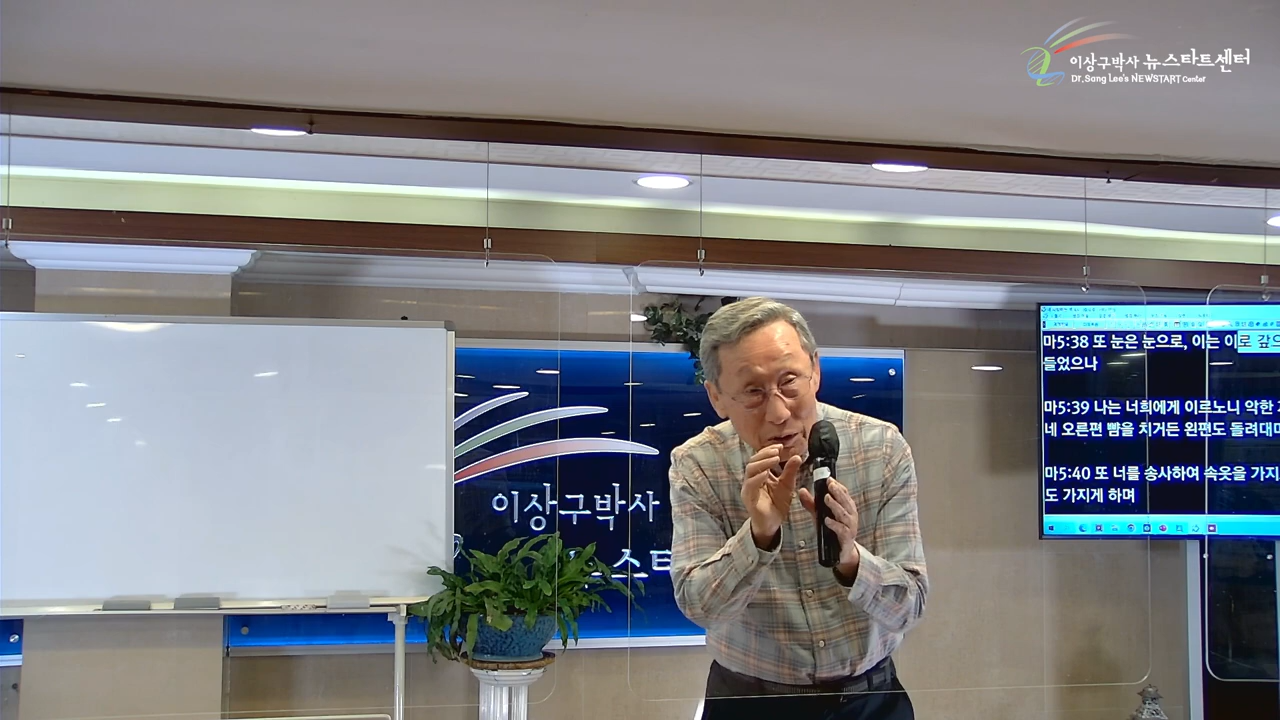 이상구박사 뉴스타트센터
Dr.Sang Lee's NEWSTART Center
마5:38 또 눈은 눈으로, 이는 이로 갚으
들었으나
마5:39 나는 너희에게 이르노니 악한
네 오른편 뺨을 치거든 왼편도 돌려대며
마5:40 또 너를 송사하여 속옷을 가지
도 가지게 하며
이상구박사
스타